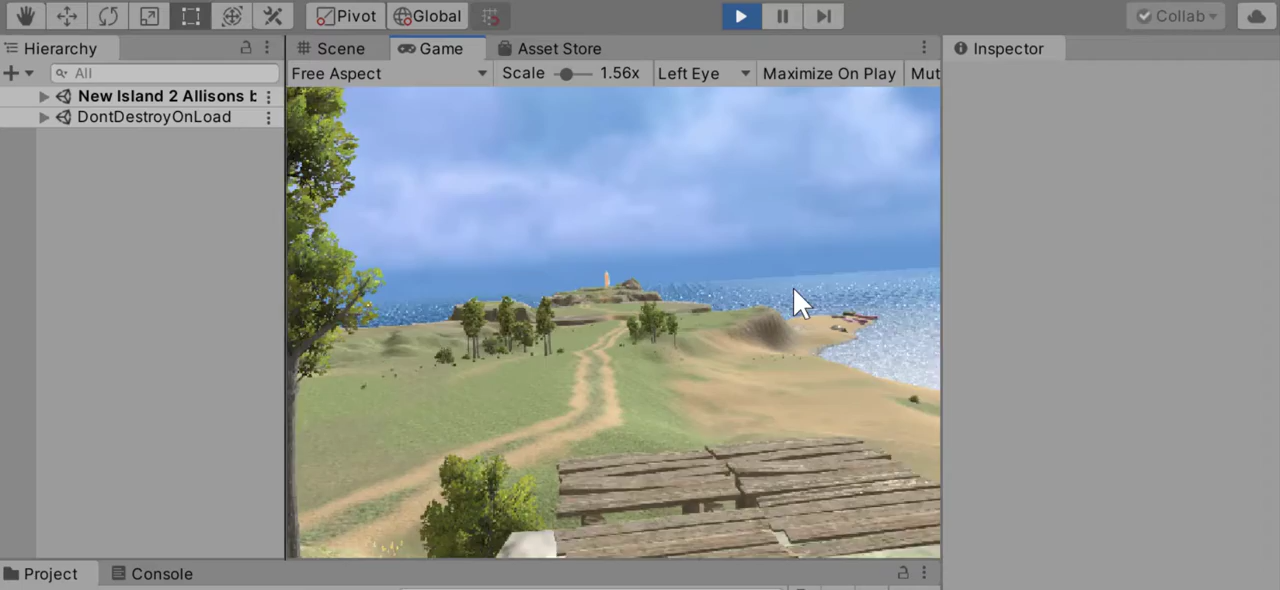 Pivot Global Collab
Hierarchy Scene Game Asset Store Inspector
All Free Aspect Scale 1.56x Left Eye Maximize On Play Mut
New Island 2 Allisons b
DontDestroyOnLoad
Project Console